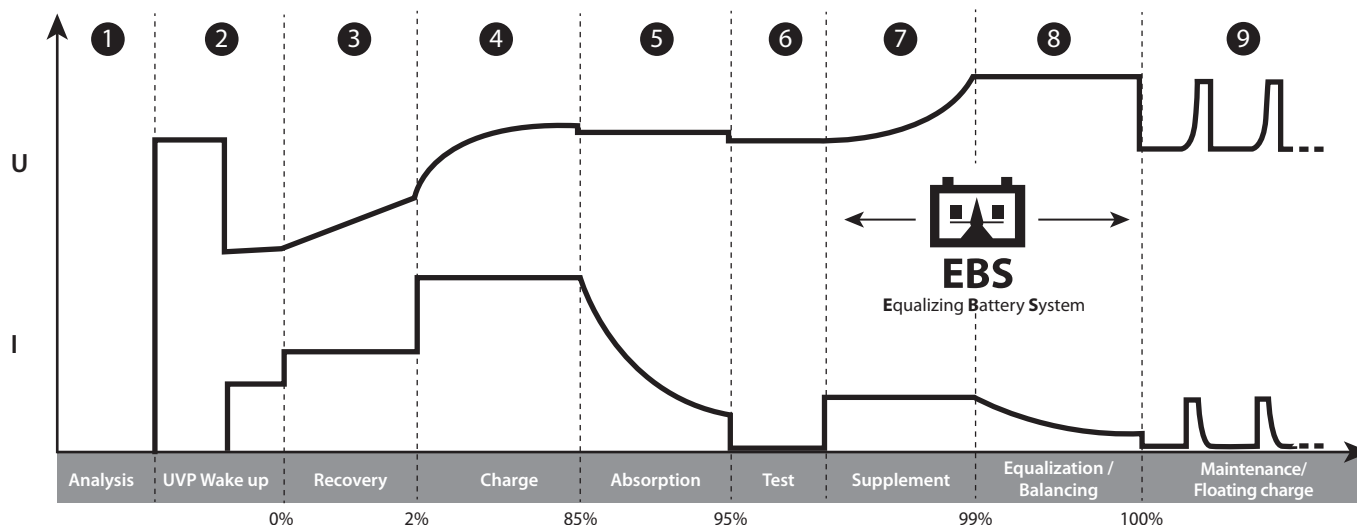 1 2 3 4 5 6 7 8 9
U
EBS
Equalizing Battery System
I
Analysis UVP Wake up Recovery Charge Absorption Test Supplement Equalization / Maintenance/
Balancing Floating charge
0% 2% 85% 95% 99% 100%